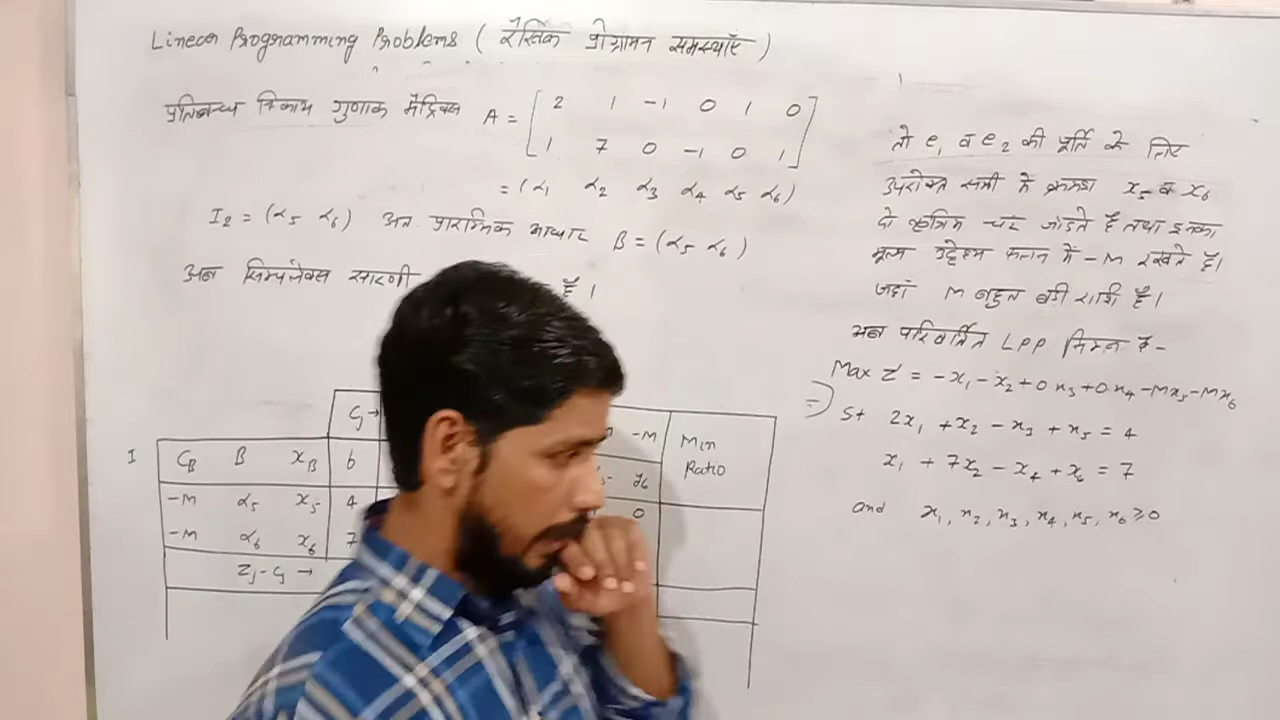 Linear Programming Problems ( रैखिक प्रोग्रामन समस्याएँ )
प्रतिबन्ध निकाय गुणांक मैट्रिक्स A = [ 2 1 -1 0 1 0
1 7 0 -1 0 1 ]
= (α1 α2 α3 α4 α5 α6)
I2 = (α5 α6) अतः प्रारम्भिक आधार B = (α5 α6)
अब सिम्पलेक्स सारणी है।
Cj →
-M Min Ratio
I CB B xB b
y6
-M α5 x5 4 0
-M α6 x6 7
Zj-Cj →
तो e1 व e2 की पूर्ति के लिए
उपरोक्त समी में क्रमशः x5 व x6
दो कृत्रिम चर जोड़ते हैं तथा इनका
मूल्य उद्देश्य फलन में -M रखते हैं।
जहाँ M बहुत बड़ी राशि है।
अब परिवर्तित LPP निम्न है-
Max Z' = -x1 - x2 + 0x3 + 0x4 - Mx5 - Mx6
⇒ St 2x1 + x2 - x3 + x5 = 4
x1 + 7x2 - x4 + x6 = 7
and x1, x2, x3, x4, x5, x6 ≥ 0